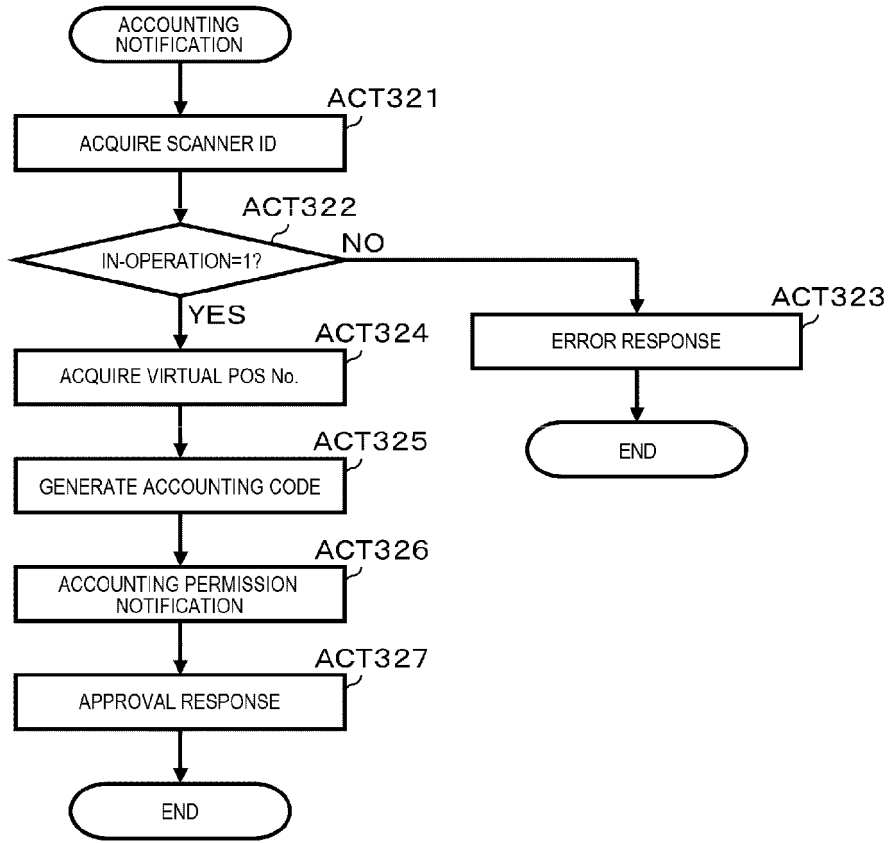 ACCOUNTING
NOTIFICATION
ACT321
ACQUIRE SCANNER ID
ACT322
IN-OPERATION=1?
NO
YES
ACT323
ERROR RESPONSE
END
ACT324
ACQUIRE VIRTUAL POS No.
ACT325
GENERATE ACCOUNTING CODE
ACT326
ACCOUNTING PERMISSION
NOTIFICATION
ACT327
APPROVAL RESPONSE
END